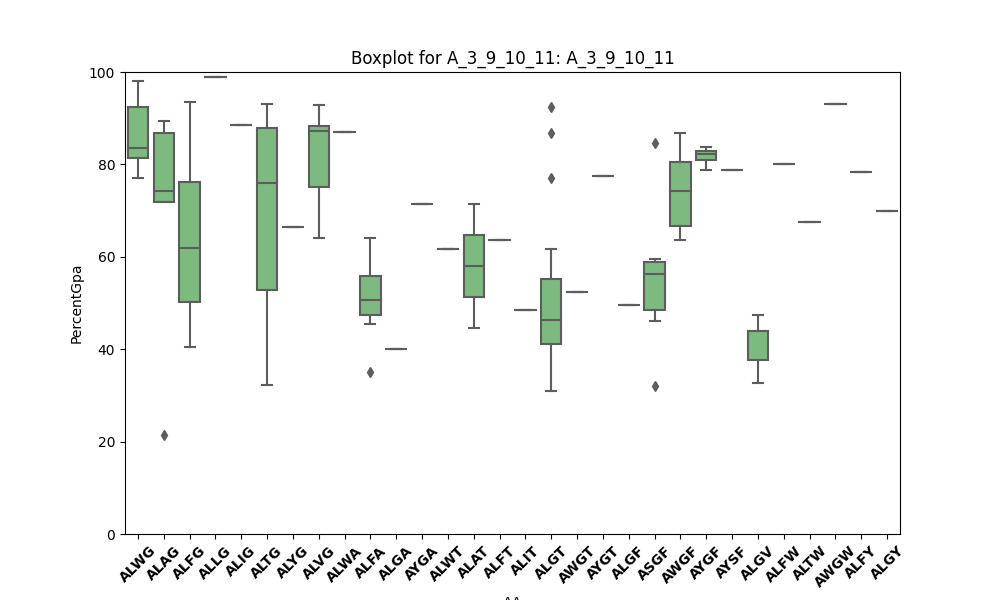 Boxplot for A_3_9_10_11: A_3_9_10_11
100
80
60
40
20
0
PercentGpa
ALWG ALAG ALFG ALLG ALIG ALTG ALYG ALVG ALWA ALFA ALGA AYGA ALWT ALAT ALFT ALIT ALGT AWGT AYGT ALGF ASGF AWGF AYGF AYSF ALGV ALFW ALTW AWGW ALFY ALGY